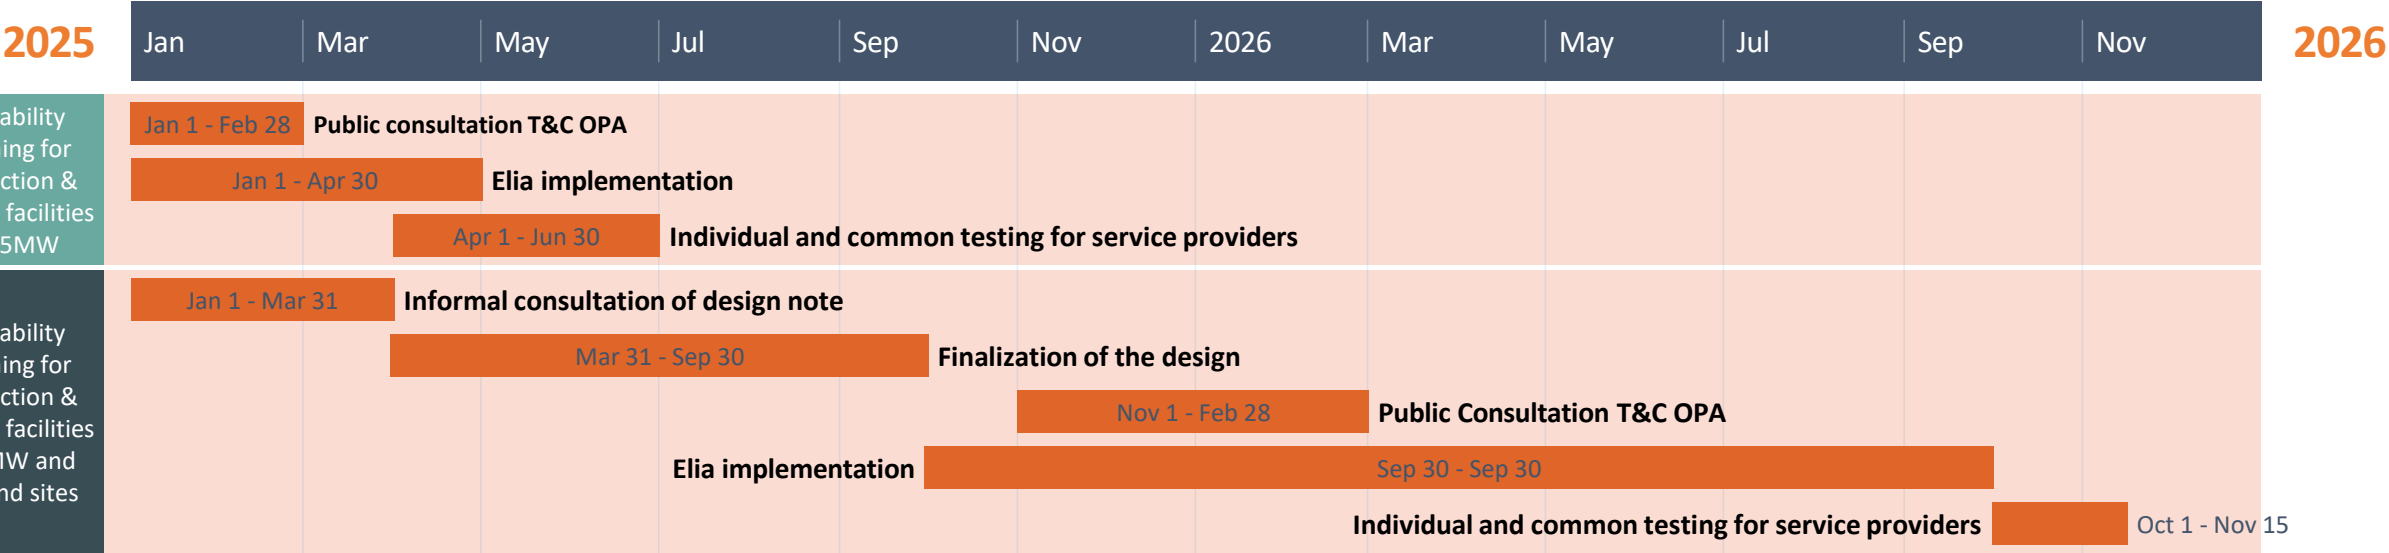 2025 Jan Mar May Jul Sep Nov 2026 Mar May Jul Sep Nov 2026
ability
ing for
ction &
facilities
5MW
Jan 1 - Feb 28 Public consultation T&C OPA
Jan 1 - Apr 30 Elia implementation
Apr 1 - Jun 30 Individual and common testing for service providers
ability
ing for
ction &
facilities
MW and
nd sites
Jan 1 - Mar 31 Informal consultation of design note
Mar 31 - Sep 30 Finalization of the design
Nov 1 - Feb 28 Public Consultation T&C OPA
Elia implementation Sep 30 - Sep 30
Individual and common testing for service providers Oct 1 - Nov 15